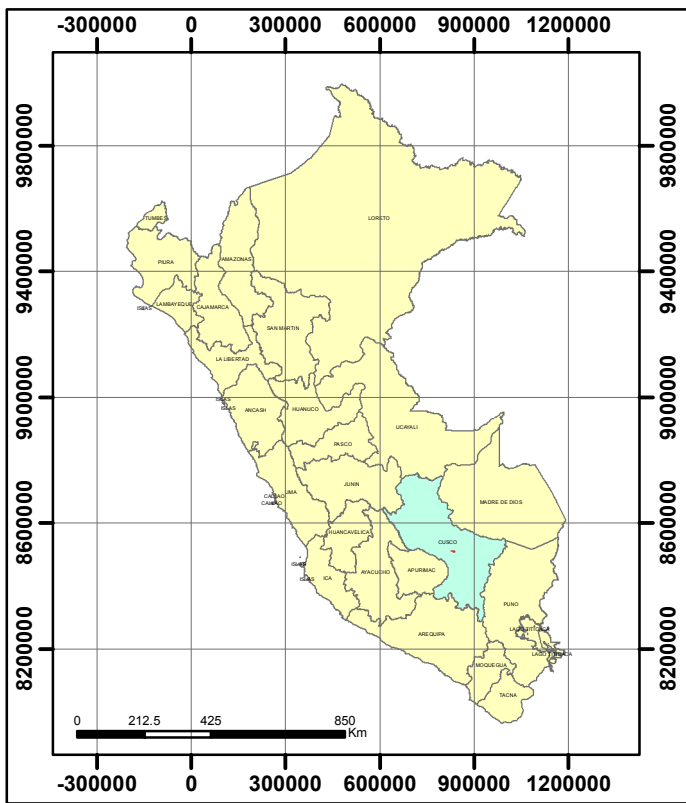 -300000 0 300000 600000 900000 1200000
9800000 9800000
TUMBES
LORETO
PIURA
AMAZONAS
9400000 9400000
LAMBAYEQUE
CAJAMARCA
ISLAS
SAN MARTIN
LA LIBERTAD
9000000 9000000
ISLAS
ISLAS
ANCASH
HUANUCO
UCAYALI
PASCO
JUNIN
CALLAO
LIMA
CALLAO
MADRE DE DIOS
8600000 8600000
HUANCAVELICA
CUSCO
ISLAS
ISLAS
ICA
AYACUCHO
APURIMAC
PUNO
LAGO TITICACA
AREQUIPA
8200000 8200000
LAGO TITICACA
MOQUEGUA
TACNA
0 212.5 425 850
Km
-300000 0 300000 600000 900000 1200000